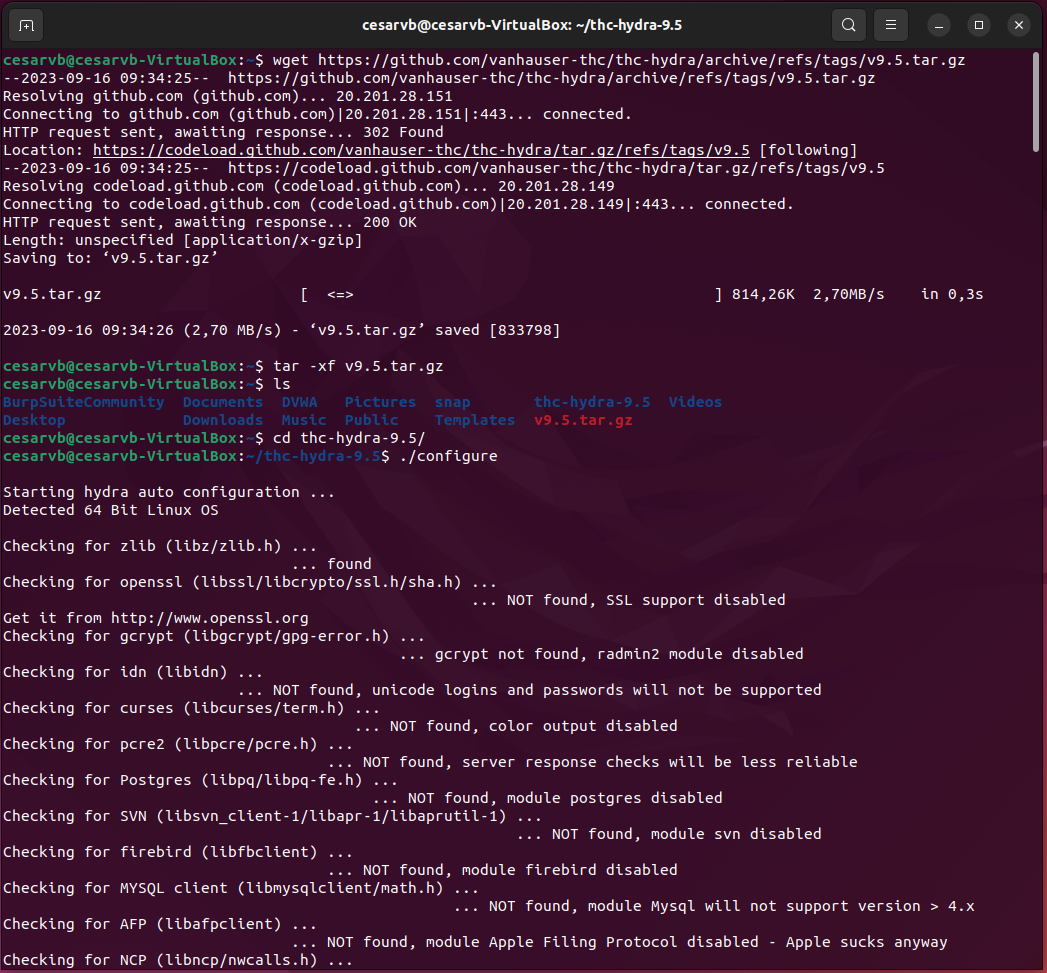 cesarvb@cesarvb-VirtualBox: ~/thc-hydra-9.5
cesarvb@cesarvb-VirtualBox:~$ wget https://github.com/vanhauser-thc/thc-hydra/archive/refs/tags/v9.5.tar.gz
--2023-09-16 09:34:25--  https://github.com/vanhauser-thc/thc-hydra/archive/refs/tags/v9.5.tar.gz
Resolving github.com (github.com)... 20.201.28.151
Connecting to github.com (github.com)|20.201.28.151|:443... connected.
HTTP request sent, awaiting response... 302 Found
Location: https://codeload.github.com/vanhauser-thc/thc-hydra/tar.gz/refs/tags/v9.5 [following]
--2023-09-16 09:34:25--  https://codeload.github.com/vanhauser-thc/thc-hydra/tar.gz/refs/tags/v9.5
Resolving codeload.github.com (codeload.github.com)... 20.201.28.149
Connecting to codeload.github.com (codeload.github.com)|20.201.28.149|:443... connected.
HTTP request sent, awaiting response... 200 OK
Length: unspecified [application/x-gzip]
Saving to: ‘v9.5.tar.gz’
v9.5.tar.gz                      [  <=>                                        ] 814,26K  2,70MB/s    in 0,3s
2023-09-16 09:34:26 (2,70 MB/s) - ‘v9.5.tar.gz’ saved [833798]
cesarvb@cesarvb-VirtualBox:~$ tar -xf v9.5.tar.gz
cesarvb@cesarvb-VirtualBox:~$ ls
BurpSuiteCommunity  Documents  DVWA   Pictures  snap       thc-hydra-9.5  Videos
Desktop             Downloads  Music  Public    Templates  v9.5.tar.gz
cesarvb@cesarvb-VirtualBox:~$ cd thc-hydra-9.5/
cesarvb@cesarvb-VirtualBox:~/thc-hydra-9.5$ ./configure
Starting hydra auto configuration ...
Detected 64 Bit Linux OS
Checking for zlib (libz/zlib.h) ...
                                ... found
Checking for openssl (libssl/libcrypto/ssl.h/sha.h) ...
                                                    ... NOT found, SSL support disabled
Get it from http://www.openssl.org
Checking for gcrypt (libgcrypt/gpg-error.h) ...
                                            ... gcrypt not found, radmin2 module disabled
Checking for idn (libidn) ...
                          ... NOT found, unicode logins and passwords will not be supported
Checking for curses (libcurses/term.h) ...
                                       ... NOT found, color output disabled
Checking for pcre2 (libpcre/pcre.h) ...
                                    ... NOT found, server response checks will be less reliable
Checking for Postgres (libpq/libpq-fe.h) ...
                                         ... NOT found, module postgres disabled
Checking for SVN (libsvn_client-1/libapr-1/libaprutil-1) ...
                                                         ... NOT found, module svn disabled
Checking for firebird (libfbclient) ...
                                    ... NOT found, module firebird disabled
Checking for MYSQL client (libmysqlclient/math.h) ...
                                                  ... NOT found, module Mysql will not support version > 4.x
Checking for AFP (libafpclient) ...
                                ... NOT found, module Apple Filing Protocol disabled - Apple sucks anyway
Checking for NCP (libncp/nwcalls.h) ...